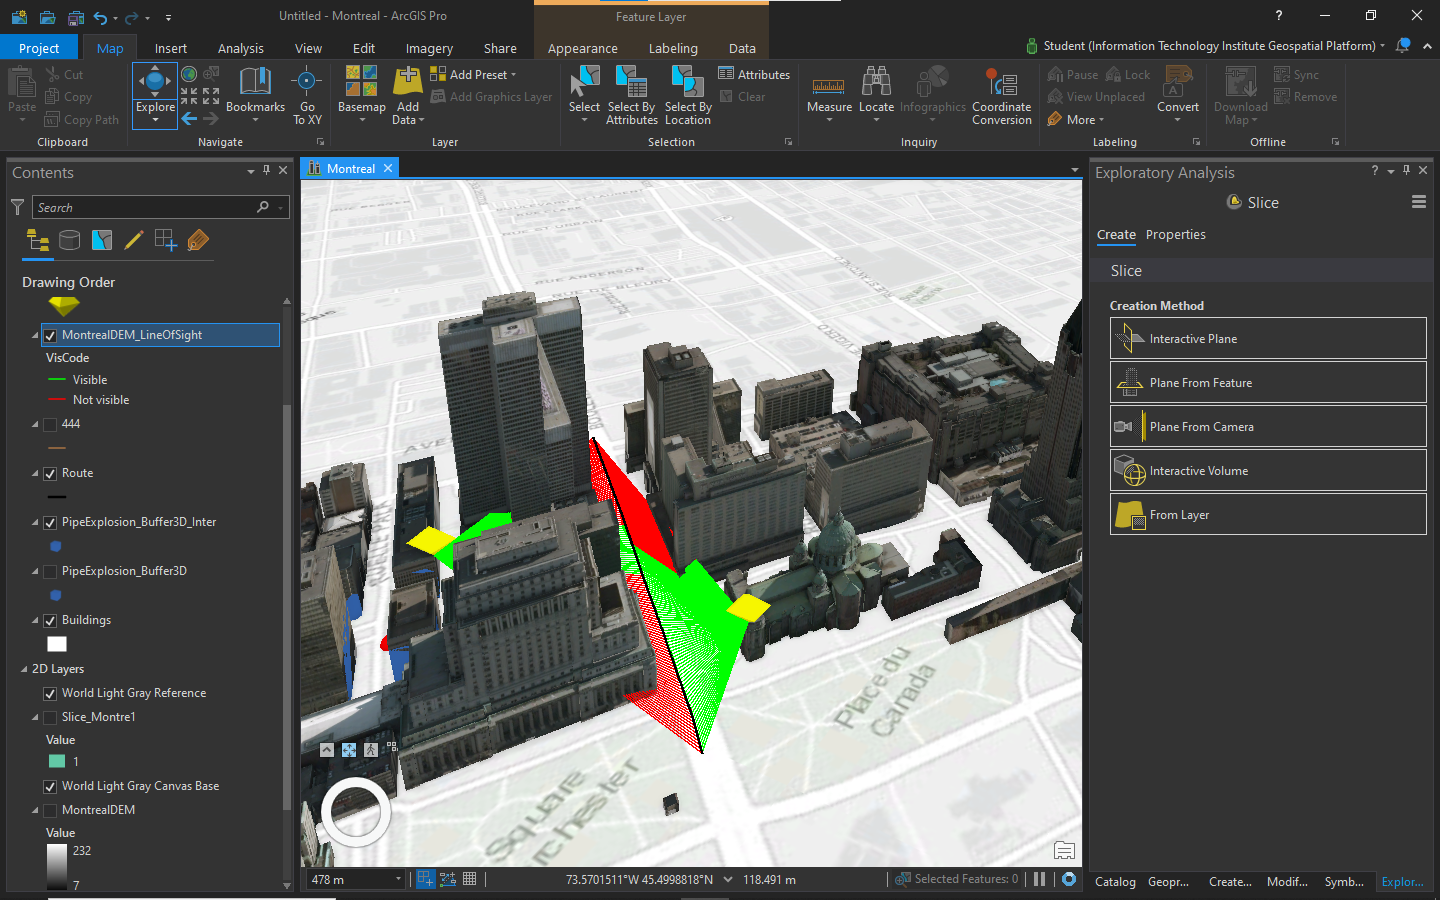 Untitled - Montreal - ArcGIS Pro
Feature Layer
Project Map Insert Analysis View Edit Imagery Share Appearance Labeling Data
Student (Information Technology Institute Geospatial Platform)
Paste
Cut
Copy
Copy Path
Clipboard
Explore
Bookmarks
Go
To XY
Navigate
Basemap
Add
Data
Add Preset
Add Graphics Layer
Layer
Select
Select By
Attributes
Select By
Location
Attributes
Clear
Selection
Measure
Locate
Infographics
Coordinate
Conversion
Inquiry
Pause
Lock
View Unplaced
More
Convert
Labeling
Download
Map
Sync
Remove
Offline
Contents
Search
Drawing Order
MontrealDEM_LineOfSight
VisCode
Visible
Not visible
444
Route
PipeExplosion_Buffer3D_Inter
PipeExplosion_Buffer3D
Buildings
2D Layers
World Light Gray Reference
Slice_Montre1
Value
1
World Light Gray Canvas Base
MontrealDEM
Value
232
7
Montreal
RUE ANDERSON
RUE DE BLEURY
Place du
Canada
Square
478 m
73.5701511°W 45.4998818°N
118.491 m
Selected Features: 0
Exploratory Analysis
?
Slice
Create Properties
Slice
Creation Method
Interactive Plane
Plane From Feature
Plane From Camera
Interactive Volume
From Layer
Catalog Geopr... Create... Modif... Symb... Explor...